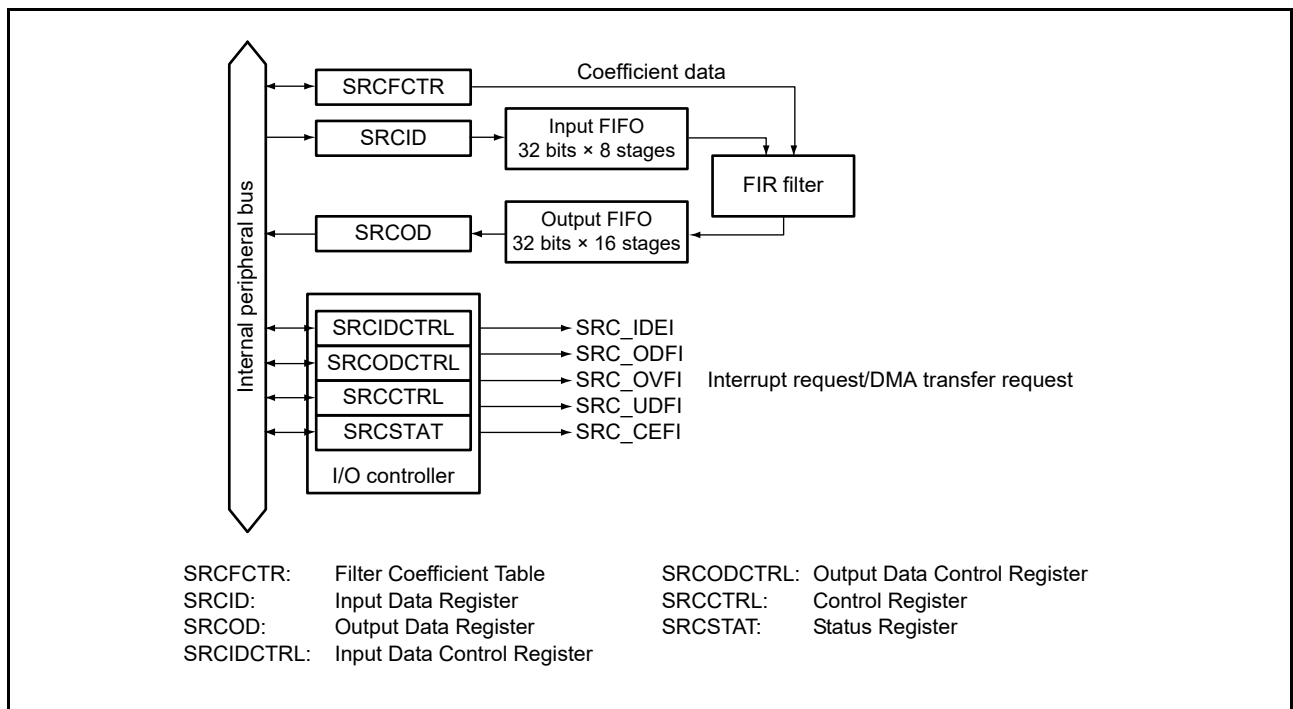 Internal peripheral bus
SRCFCTR
Coefficient data
SRCID
Input FIFO
32 bits × 8 stages
FIR filter
SRCOD
Output FIFO
32 bits × 16 stages
SRCIDCTRL
SRCODCTRL
SRCCTRL
SRCSTAT
I/O controller
SRC_IDEI
SRC_ODFI
SRC_OVFI
SRC_UDFI
SRC_CEFI
Interrupt request/DMA transfer request
SRCFCTR: Filter Coefficient Table
SRCID: Input Data Register
SRCOD: Output Data Register
SRCIDCTRL: Input Data Control Register
SRCODCTRL: Output Data Control Register
SRCCTRL: Control Register
SRCSTAT: Status Register